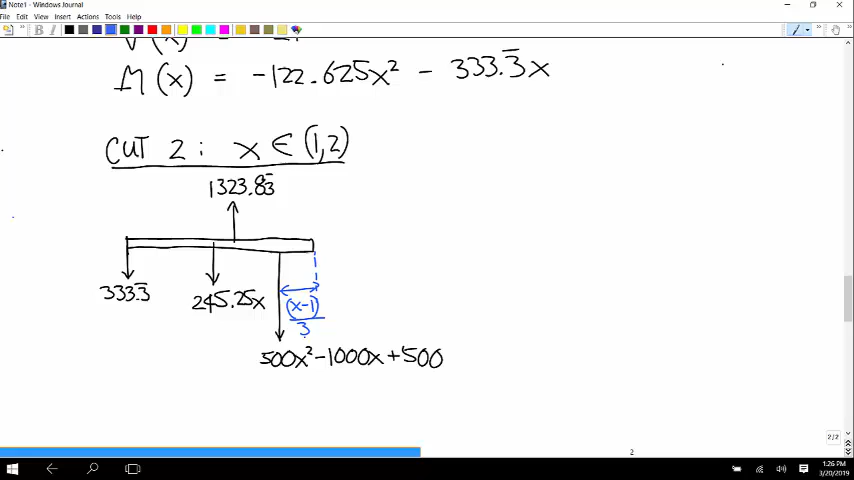 Note1 - Windows Journal
File Edit View Insert Actions Tools Help
M(x) = -122.625x² - 333.3̅x
CUT 2 : x ∈ (1,2)
1323.83̅
333.3̅
245.25x
(x-1)
3
500x² - 1000x + 500
2/2
2
1:26 PM
3/20/2019